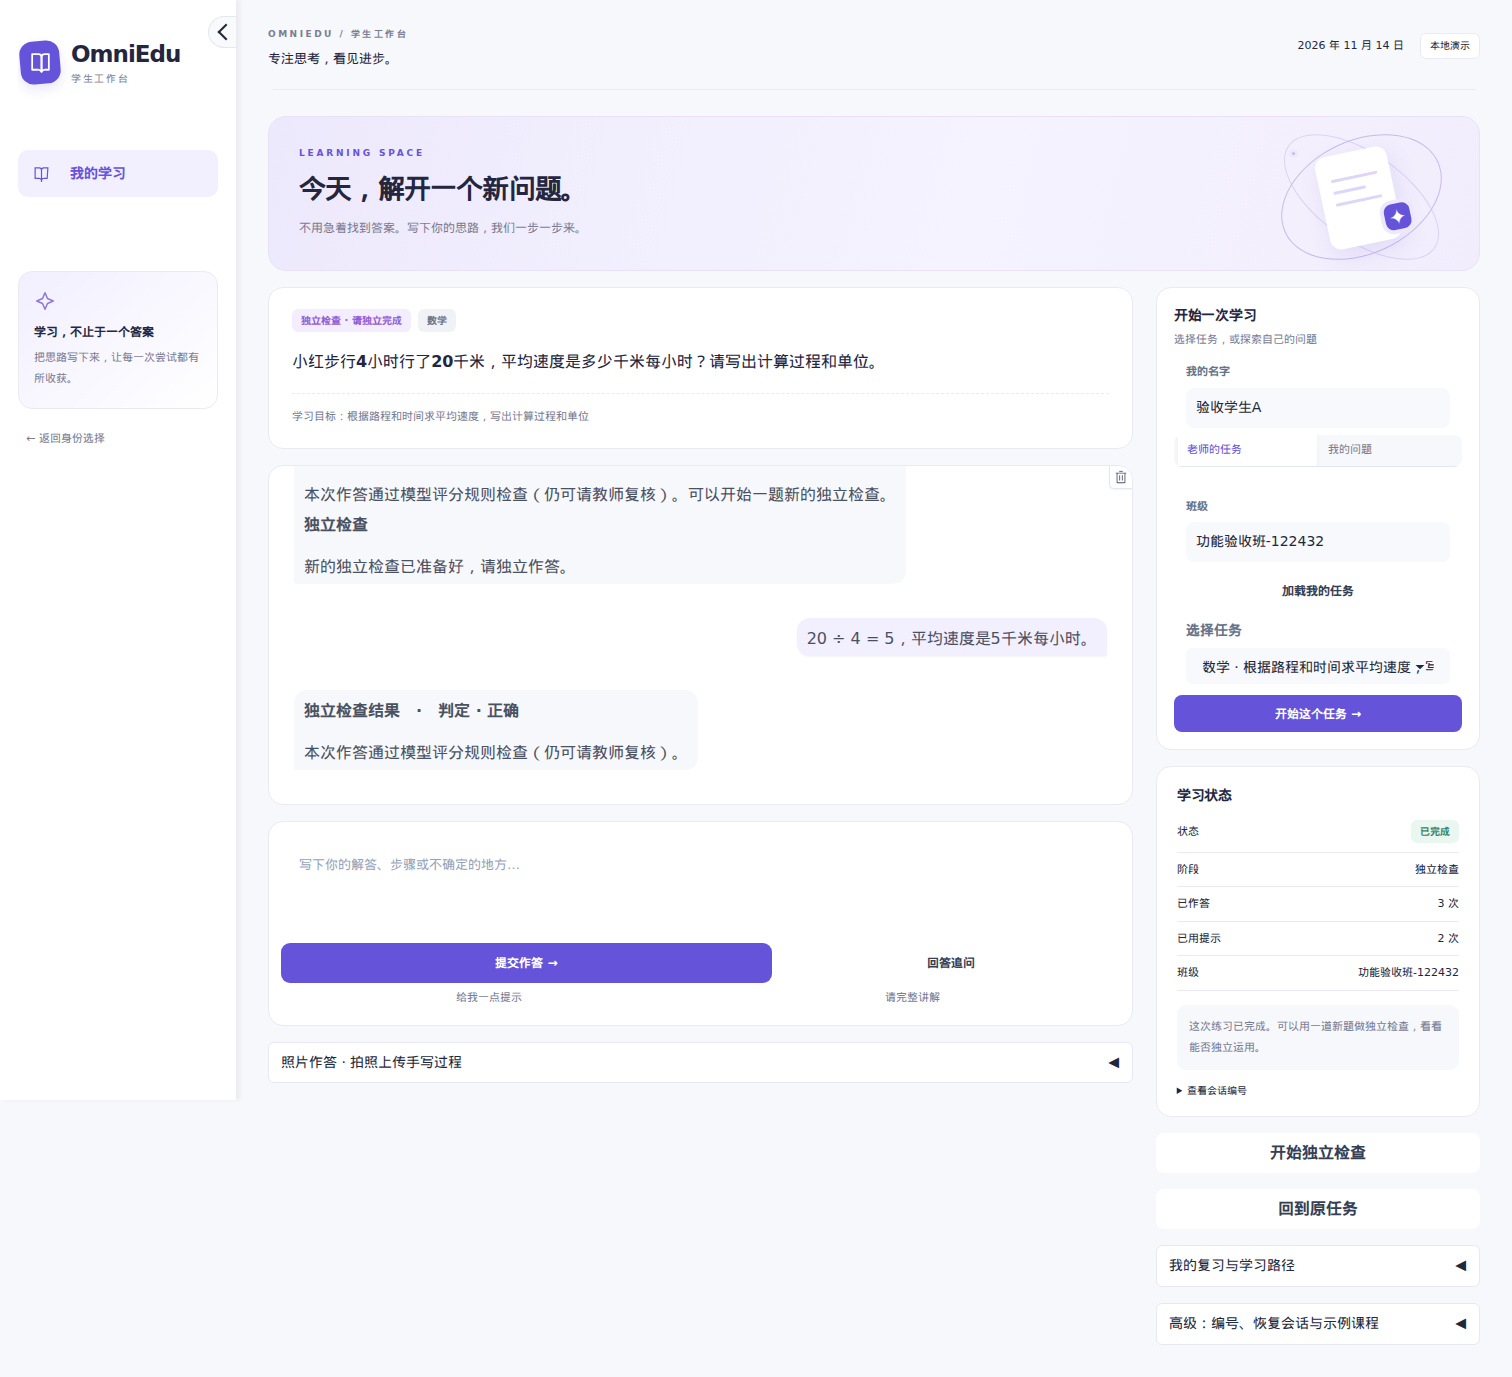 OmniEdu
学生工作台
我的学习
学习，不止于一个答案
把思路写下来，让每一次尝试都有
所收获。
← 返回身份选择
OMNIEDU / 学生工作台
专注思考，看见进步。
2026 年 11 月 14 日
本地演示
LEARNING SPACE
今天，解开一个新问题。
不用急着找到答案。写下你的思路，我们一步一步来。
独立检查 · 请独立完成
数学
小红步行4小时行了20千米，平均速度是多少千米每小时？请写出计算过程和单位。
学习目标：根据路程和时间求平均速度，写出计算过程和单位
本次作答通过模型评分规则检查（仍可请教师复核）。可以开始一题新的独立检查。
独立检查
新的独立检查已准备好，请独立作答。
20 ÷ 4 = 5，平均速度是5千米每小时。
独立检查结果 · 判定 · 正确
本次作答通过模型评分规则检查（仍可请教师复核）。
写下你的解答、步骤或不确定的地方...
提交作答 →
回答追问
给我一点提示
请完整讲解
照片作答 · 拍照上传手写过程
开始一次学习
选择任务，或探索自己的问题
我的名字
验收学生A
老师的任务
我的问题
班级
功能验收班-122432
加载我的任务
选择任务
数学 · 根据路程和时间求平均速度，
开始这个任务 →
学习状态
状态
已完成
阶段
独立检查
已作答
3 次
已用提示
2 次
班级
功能验收班-122432
这次练习已完成。可以用一道新题做独立检查，看看
能否独立运用。
查看会话编号
开始独立检查
回到原任务
我的复习与学习路径
高级：编号、恢复会话与示例课程